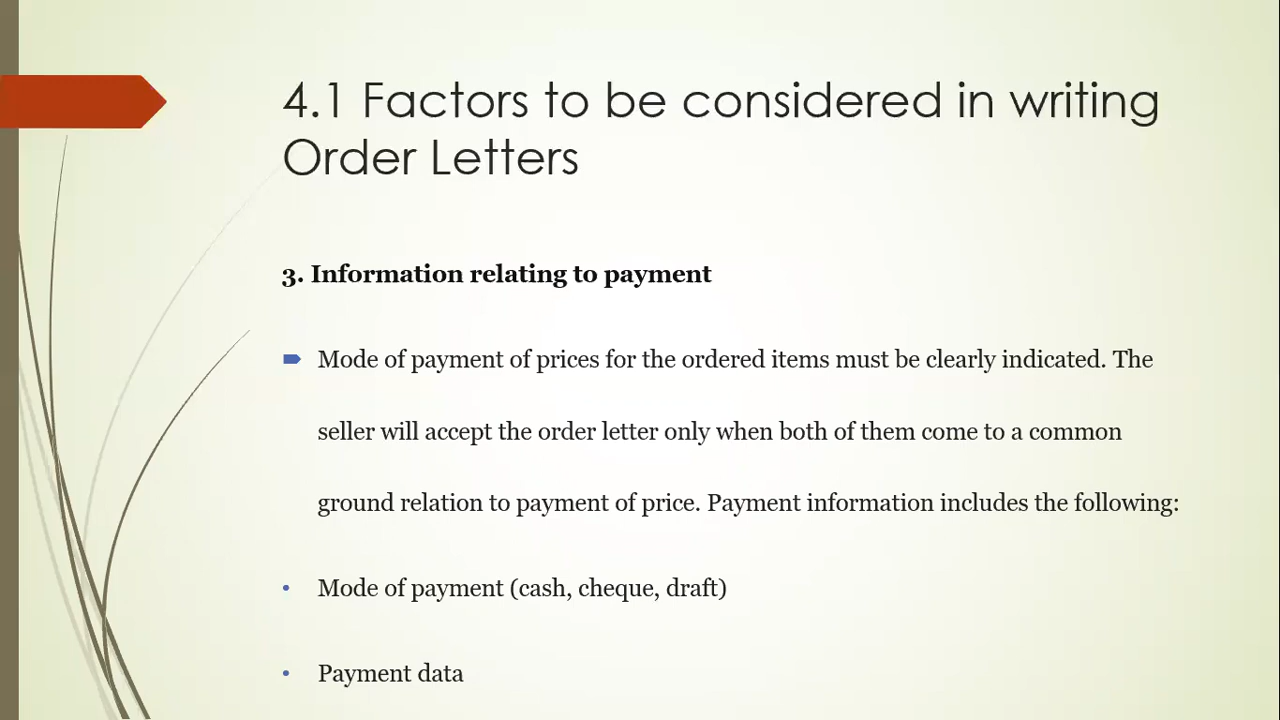 4.1 Factors to be considered in writing
Order Letters
3. Information relating to payment
Mode of payment of prices for the ordered items must be clearly indicated. The
seller will accept the order letter only when both of them come to a common
ground relation to payment of price. Payment information includes the following:
• Mode of payment (cash, cheque, draft)
• Payment data